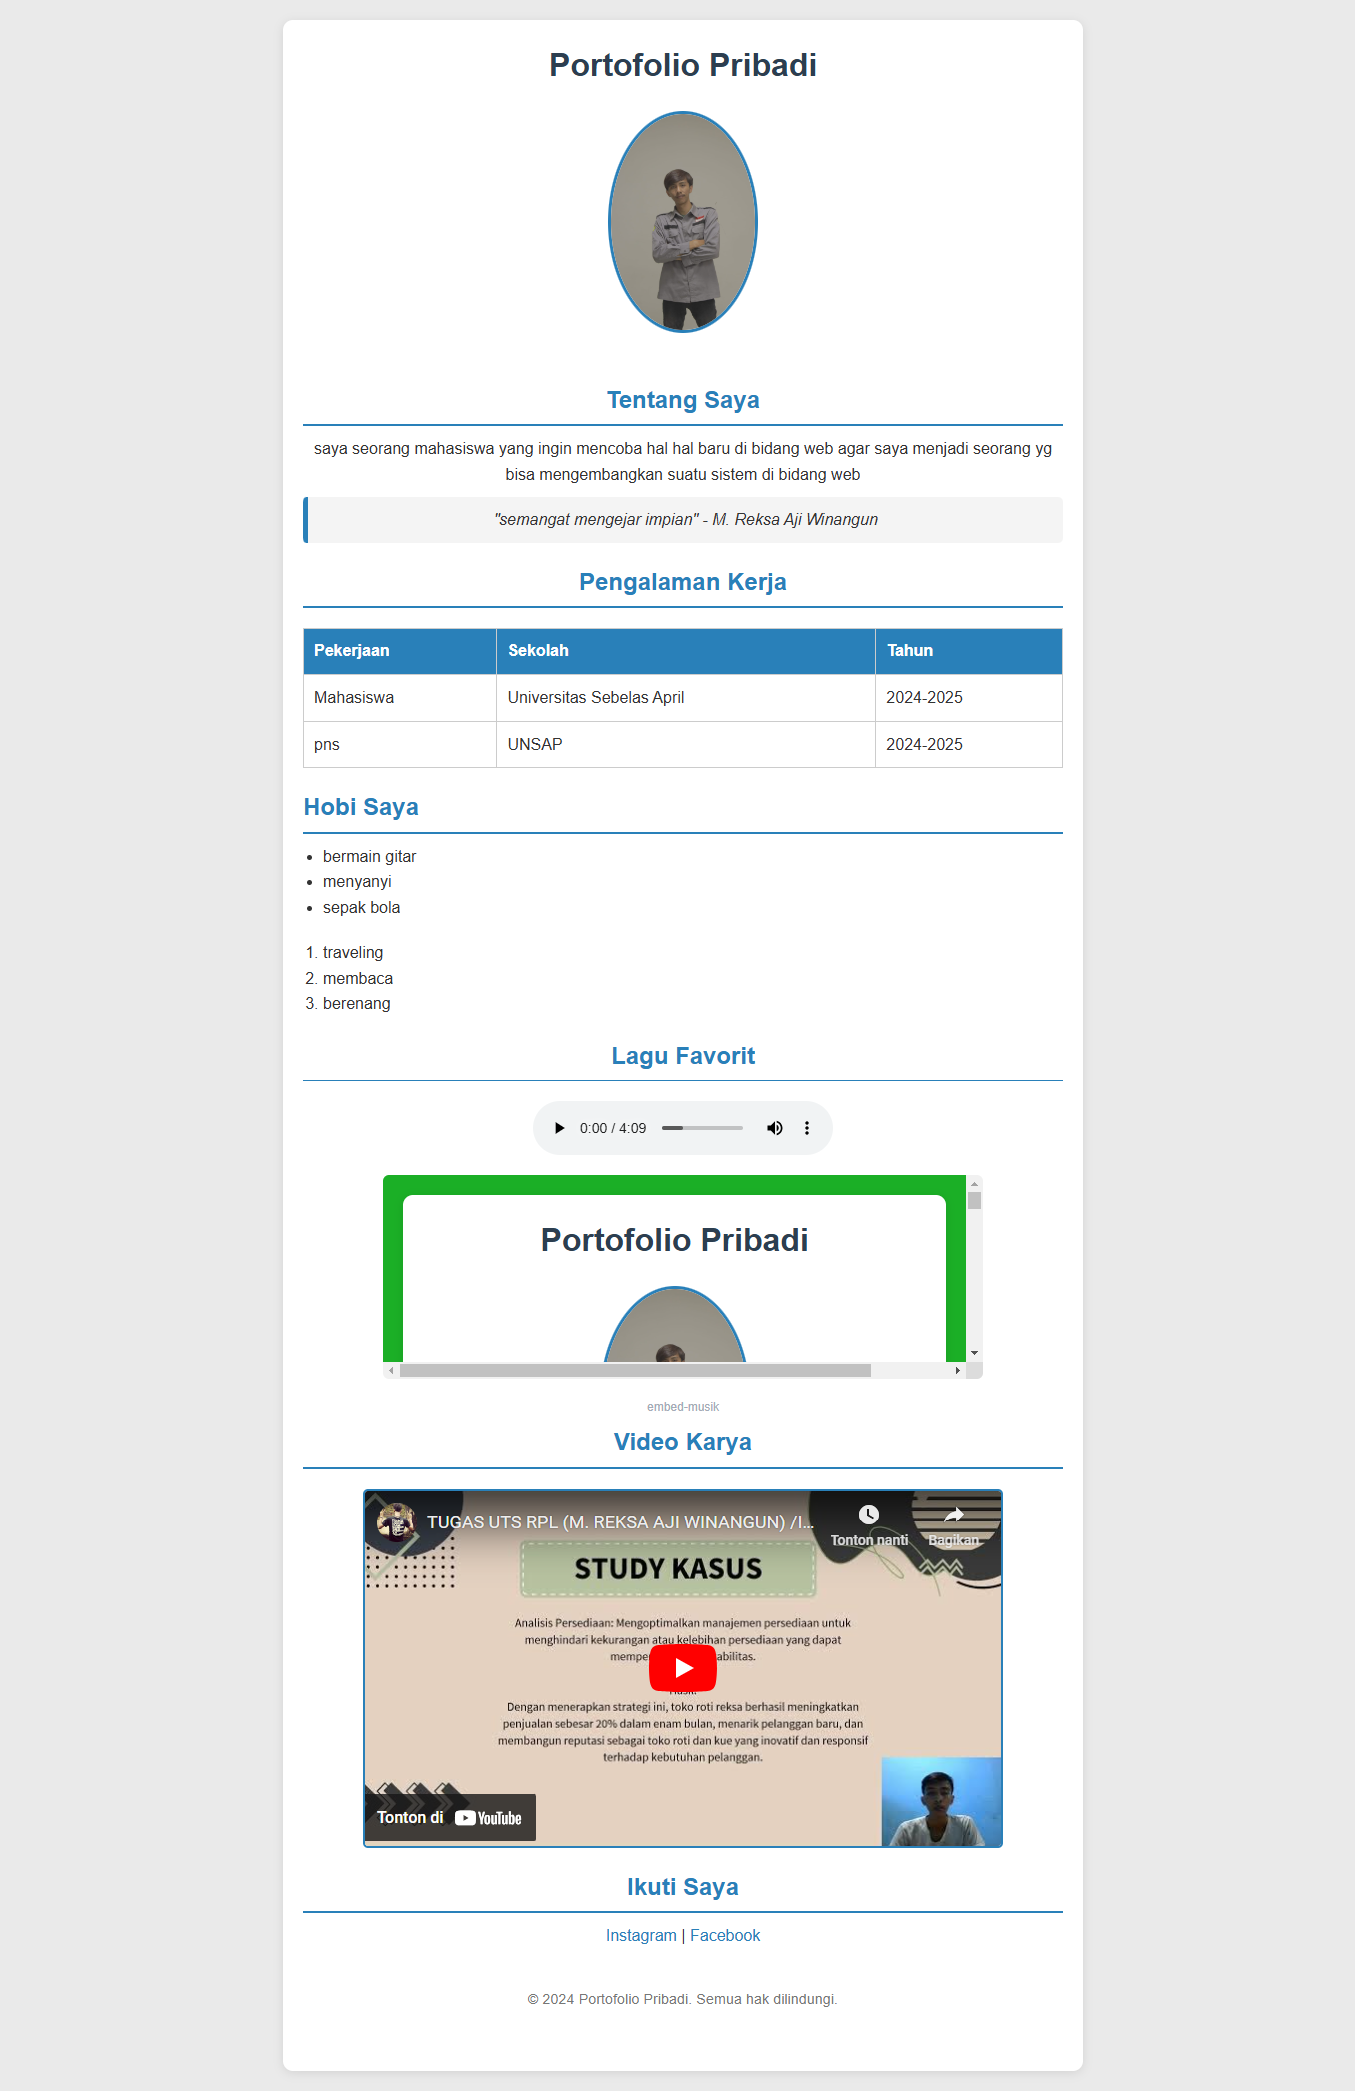 Portofolio Pribadi
Tentang Saya
saya seorang mahasiswa yang ingin mencoba hal hal baru di bidang web agar saya menjadi seorang yg
bisa mengembangkan suatu sistem di bidang web
"semangat mengejar impian" - M. Reksa Aji Winangun
Pengalaman Kerja
Pekerjaan Sekolah Tahun
Mahasiswa Universitas Sebelas April 2024-2025
pns UNSAP 2024-2025
Hobi Saya
• bermain gitar
• menyanyi
• sepak bola
1. traveling
2. membaca
3. berenang
Lagu Favorit
0:00 / 4:09
Portofolio Pribadi
embed-musik
Video Karya
TUGAS UTS RPL (M. REKSA AJI WINANGUN) /I...
Tonton nanti Bagikan
STUDY KASUS
Analisis Persediaan: Mengoptimalkan manajemen persediaan untuk
menghindari kekurangan atau kelebihan persediaan yang dapat
Dengan menerapkan strategi ini, toko roti reksa berhasil meningkatkan
penjualan sebesar 20% dalam enam bulan, menarik pelanggan baru, dan
membangun reputasi sebagai toko roti dan kue yang inovatif dan responsif
terhadap kebutuhan pelanggan.
Tonton di YouTube
Ikuti Saya
Instagram | Facebook
© 2024 Portofolio Pribadi. Semua hak dilindungi.